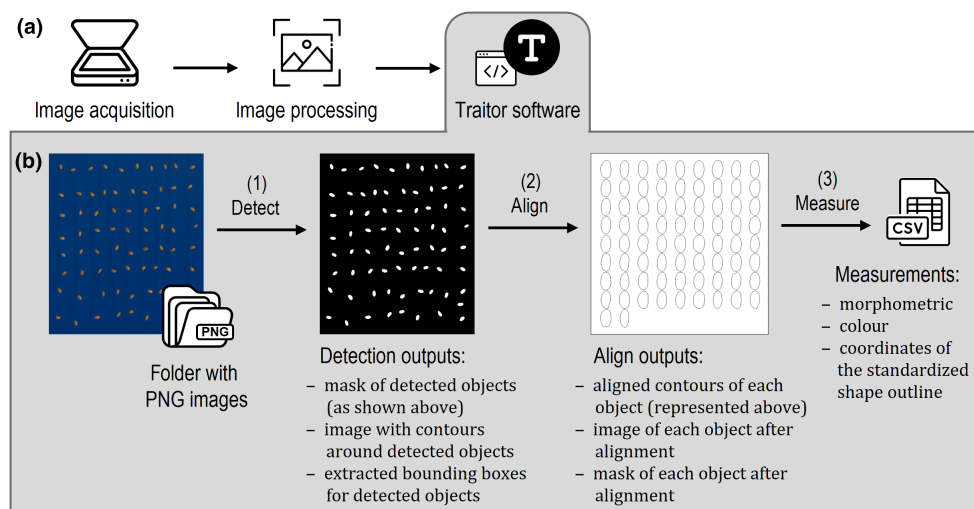 (a)
</>
T
Image acquisition
Image processing
Traitor software
(b)
(1)
Detect
(2)
Align
(3)
Measure
PNG
CSV
Folder with
PNG images
Detection outputs:
– mask of detected objects
(as shown above)
– image with contours
around detected objects
– extracted bounding boxes
for detected objects
Align outputs:
– aligned contours of each
object (represented above)
– image of each object after
alignment
– mask of each object after
alignment
Measurements:
– morphometric
– colour
– coordinates of
the standardized
shape outline